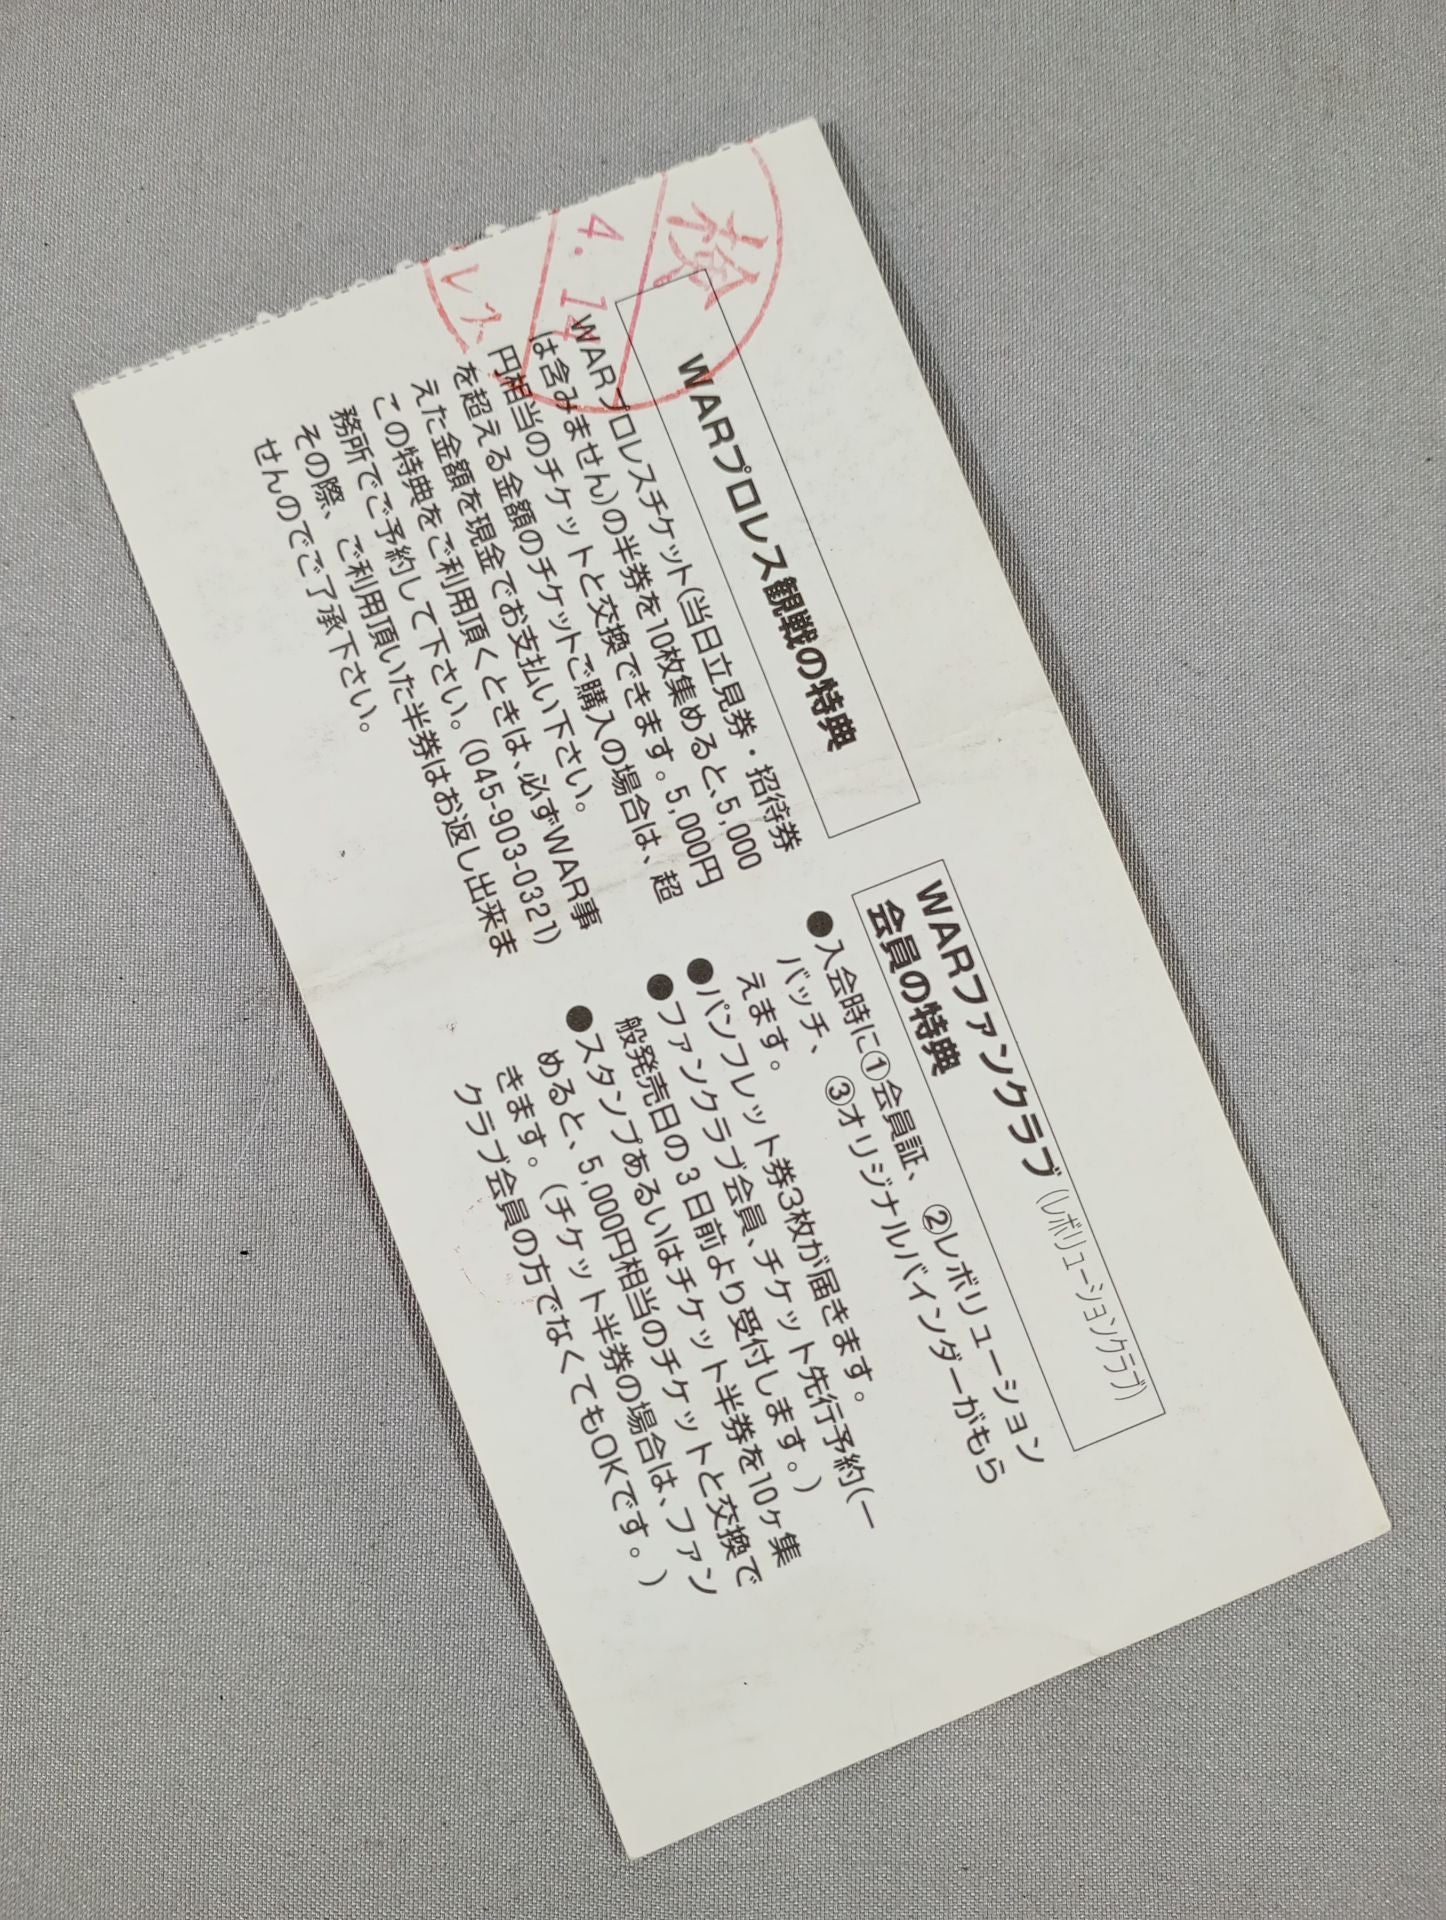 WARプロレス観戦の特典
WARプロレスチケット(当日立見券・招待券
は含みません)の半券を10枚集めると、5,000
円相当のチケットと交換できます。5,000円
を超える金額のチケットご購入の場合は、超
えた金額を現金でお支払い下さい。
この特典をご利用頂くときは、必ずWAR事
務所でご予約して下さい。(045-903-0321)
その際、ご利用頂いた半券はお返し出来ま
せんのでご了承下さい。
WARファンクラブ(レボリューションクラブ)
会員の特典
●入会時に①会員証、②レボリューション
バッチ、③オリジナルバインダーがもら
えます。
●パンフレット券3枚が届きます。
●ファンクラブ会員、チケット先行予約(一
般発売日の3日前より受付します。)
●スタンプあるいはチケット半券を10ヶ集
めると、5,000円相当のチケットと交換で
きます。(チケット半券の場合は、ファン
クラブ会員の方でなくてもOKです。)
検
4.14
レス